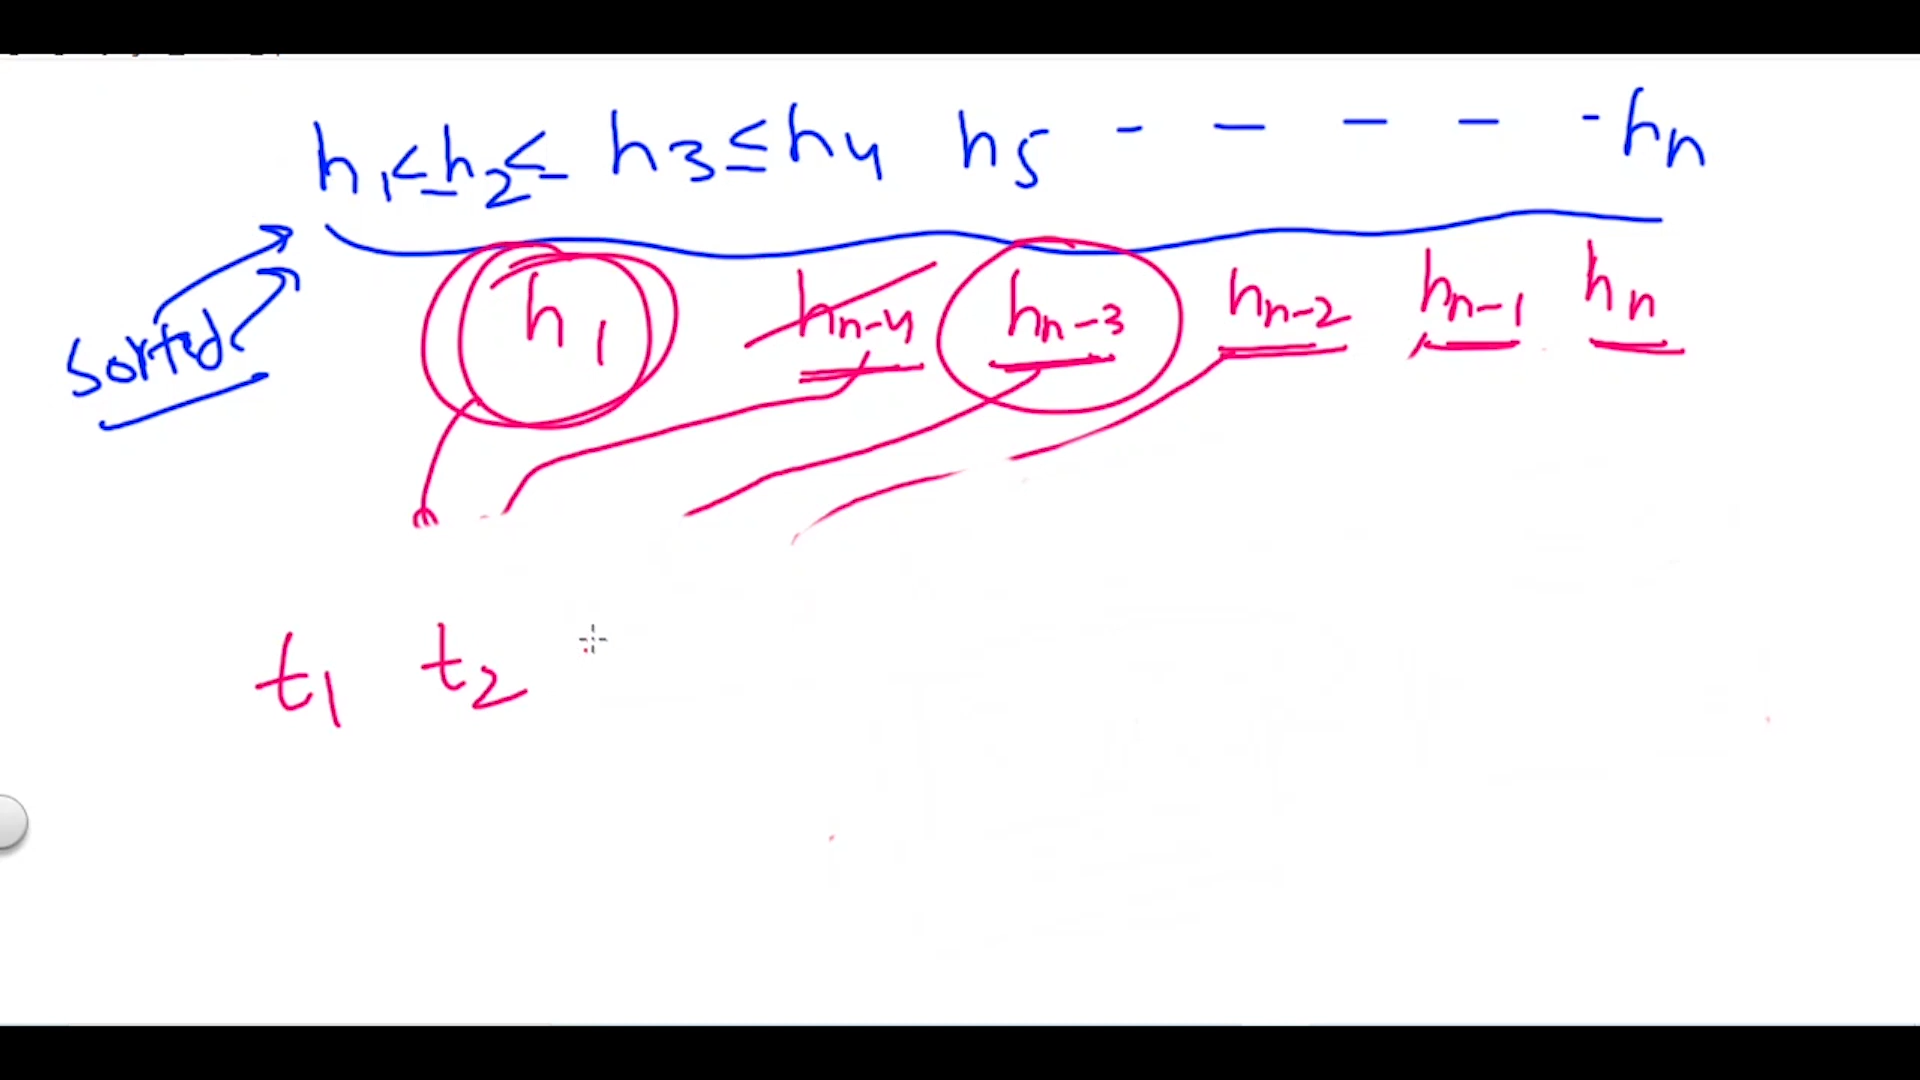 h1 ≤ h2 ≤ h3 ≤ h4 h5 - - - - - hn
h1 hn-4 hn-3 hn-2 hn-1 hn
Sorted
t1 t2